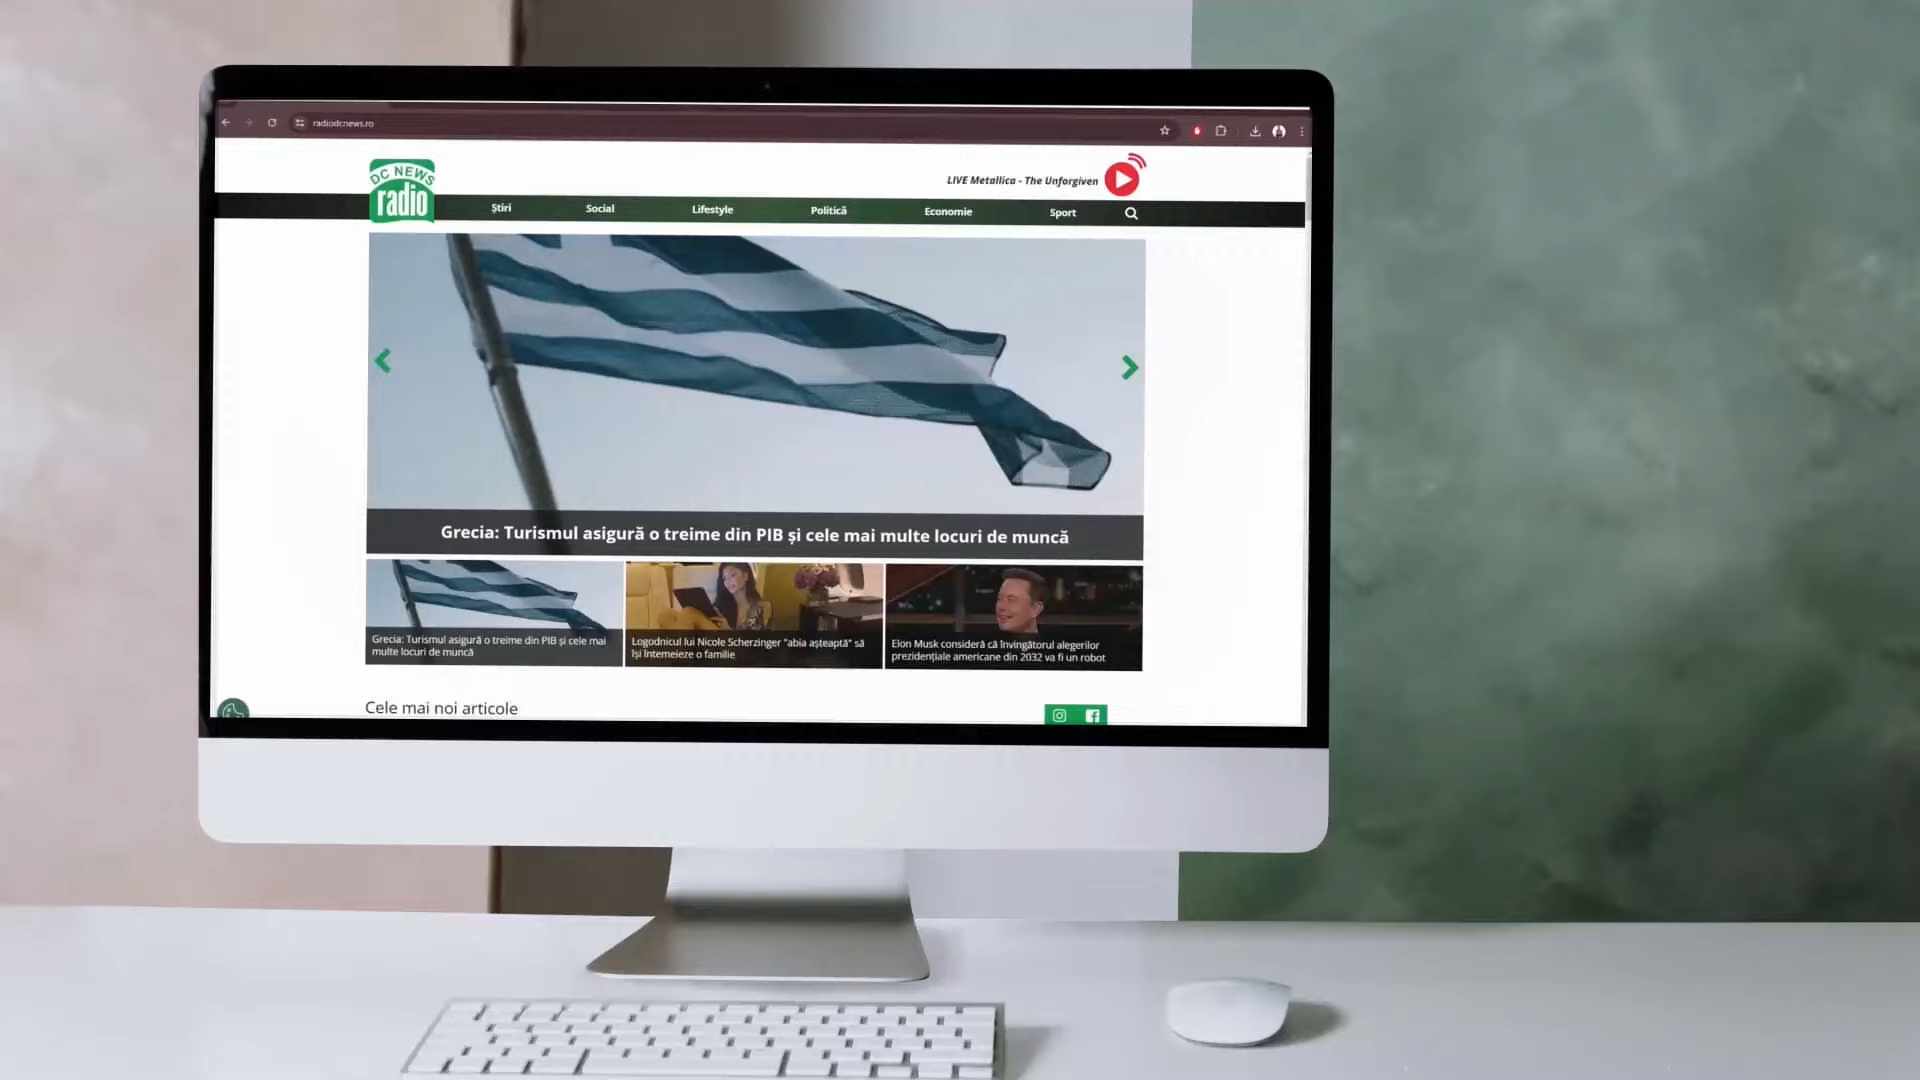 radiodcnews.ro
DC NEWS
radio
LIVE Metallica - The Unforgiven
Știri
Social
Lifestyle
Politică
Economie
Sport
Grecia: Turismul asigură o treime din PIB și cele mai multe locuri de muncă
Grecia: Turismul asigură o treime din PIB și cele mai
multe locuri de muncă
Logodnicul lui Nicole Scherzinger "abia așteaptă" să
își întemeieze o familie
Elon Musk consideră că învingătorul alegerilor
prezidențiale americane din 2032 va fi un robot
Cele mai noi articole